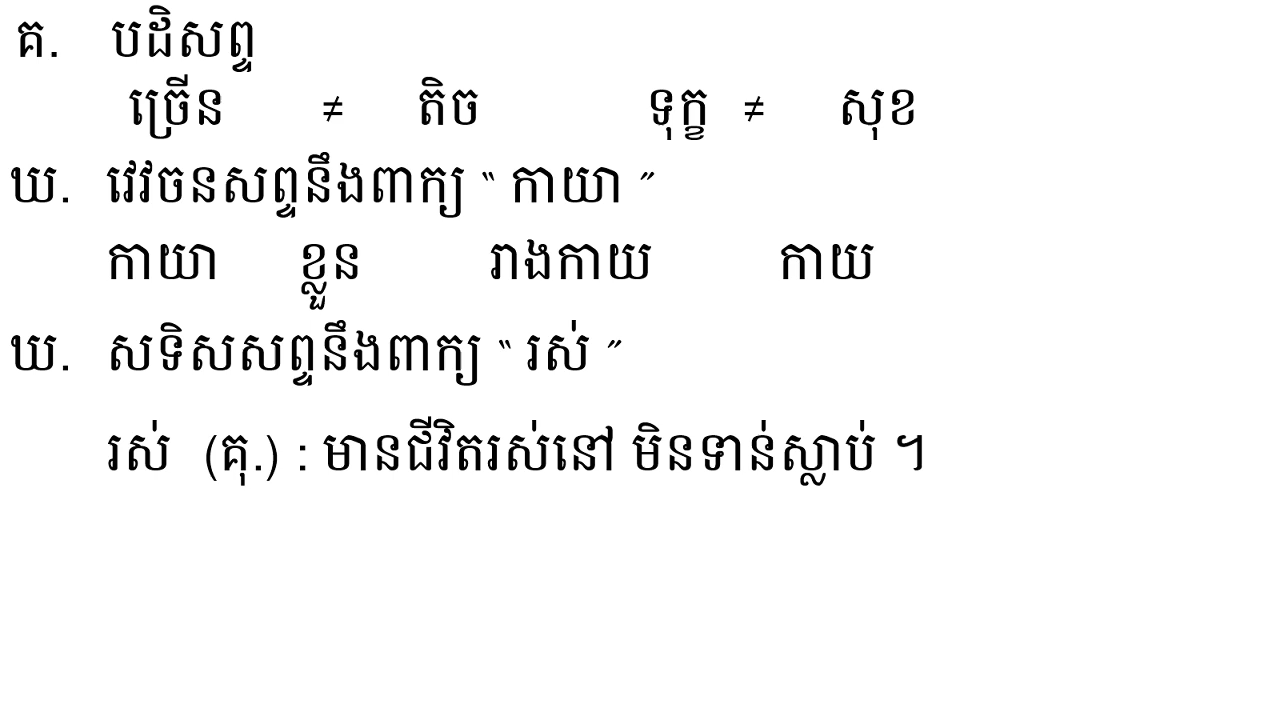 គ. បដិសព្ទ
ច្រើន ≠ តិច ទុក្ខ ≠ សុខ
ឃ. វេវចនសព្ទនឹងពាក្យ “ កាយា ”
កាយា ខ្លួន រាងកាយ កាយ
ឃ. សទិសសព្ទនឹងពាក្យ “ រស់ ”
រស់ (គុ.) : មានជីវិតរស់នៅ មិនទាន់ស្លាប់ ។